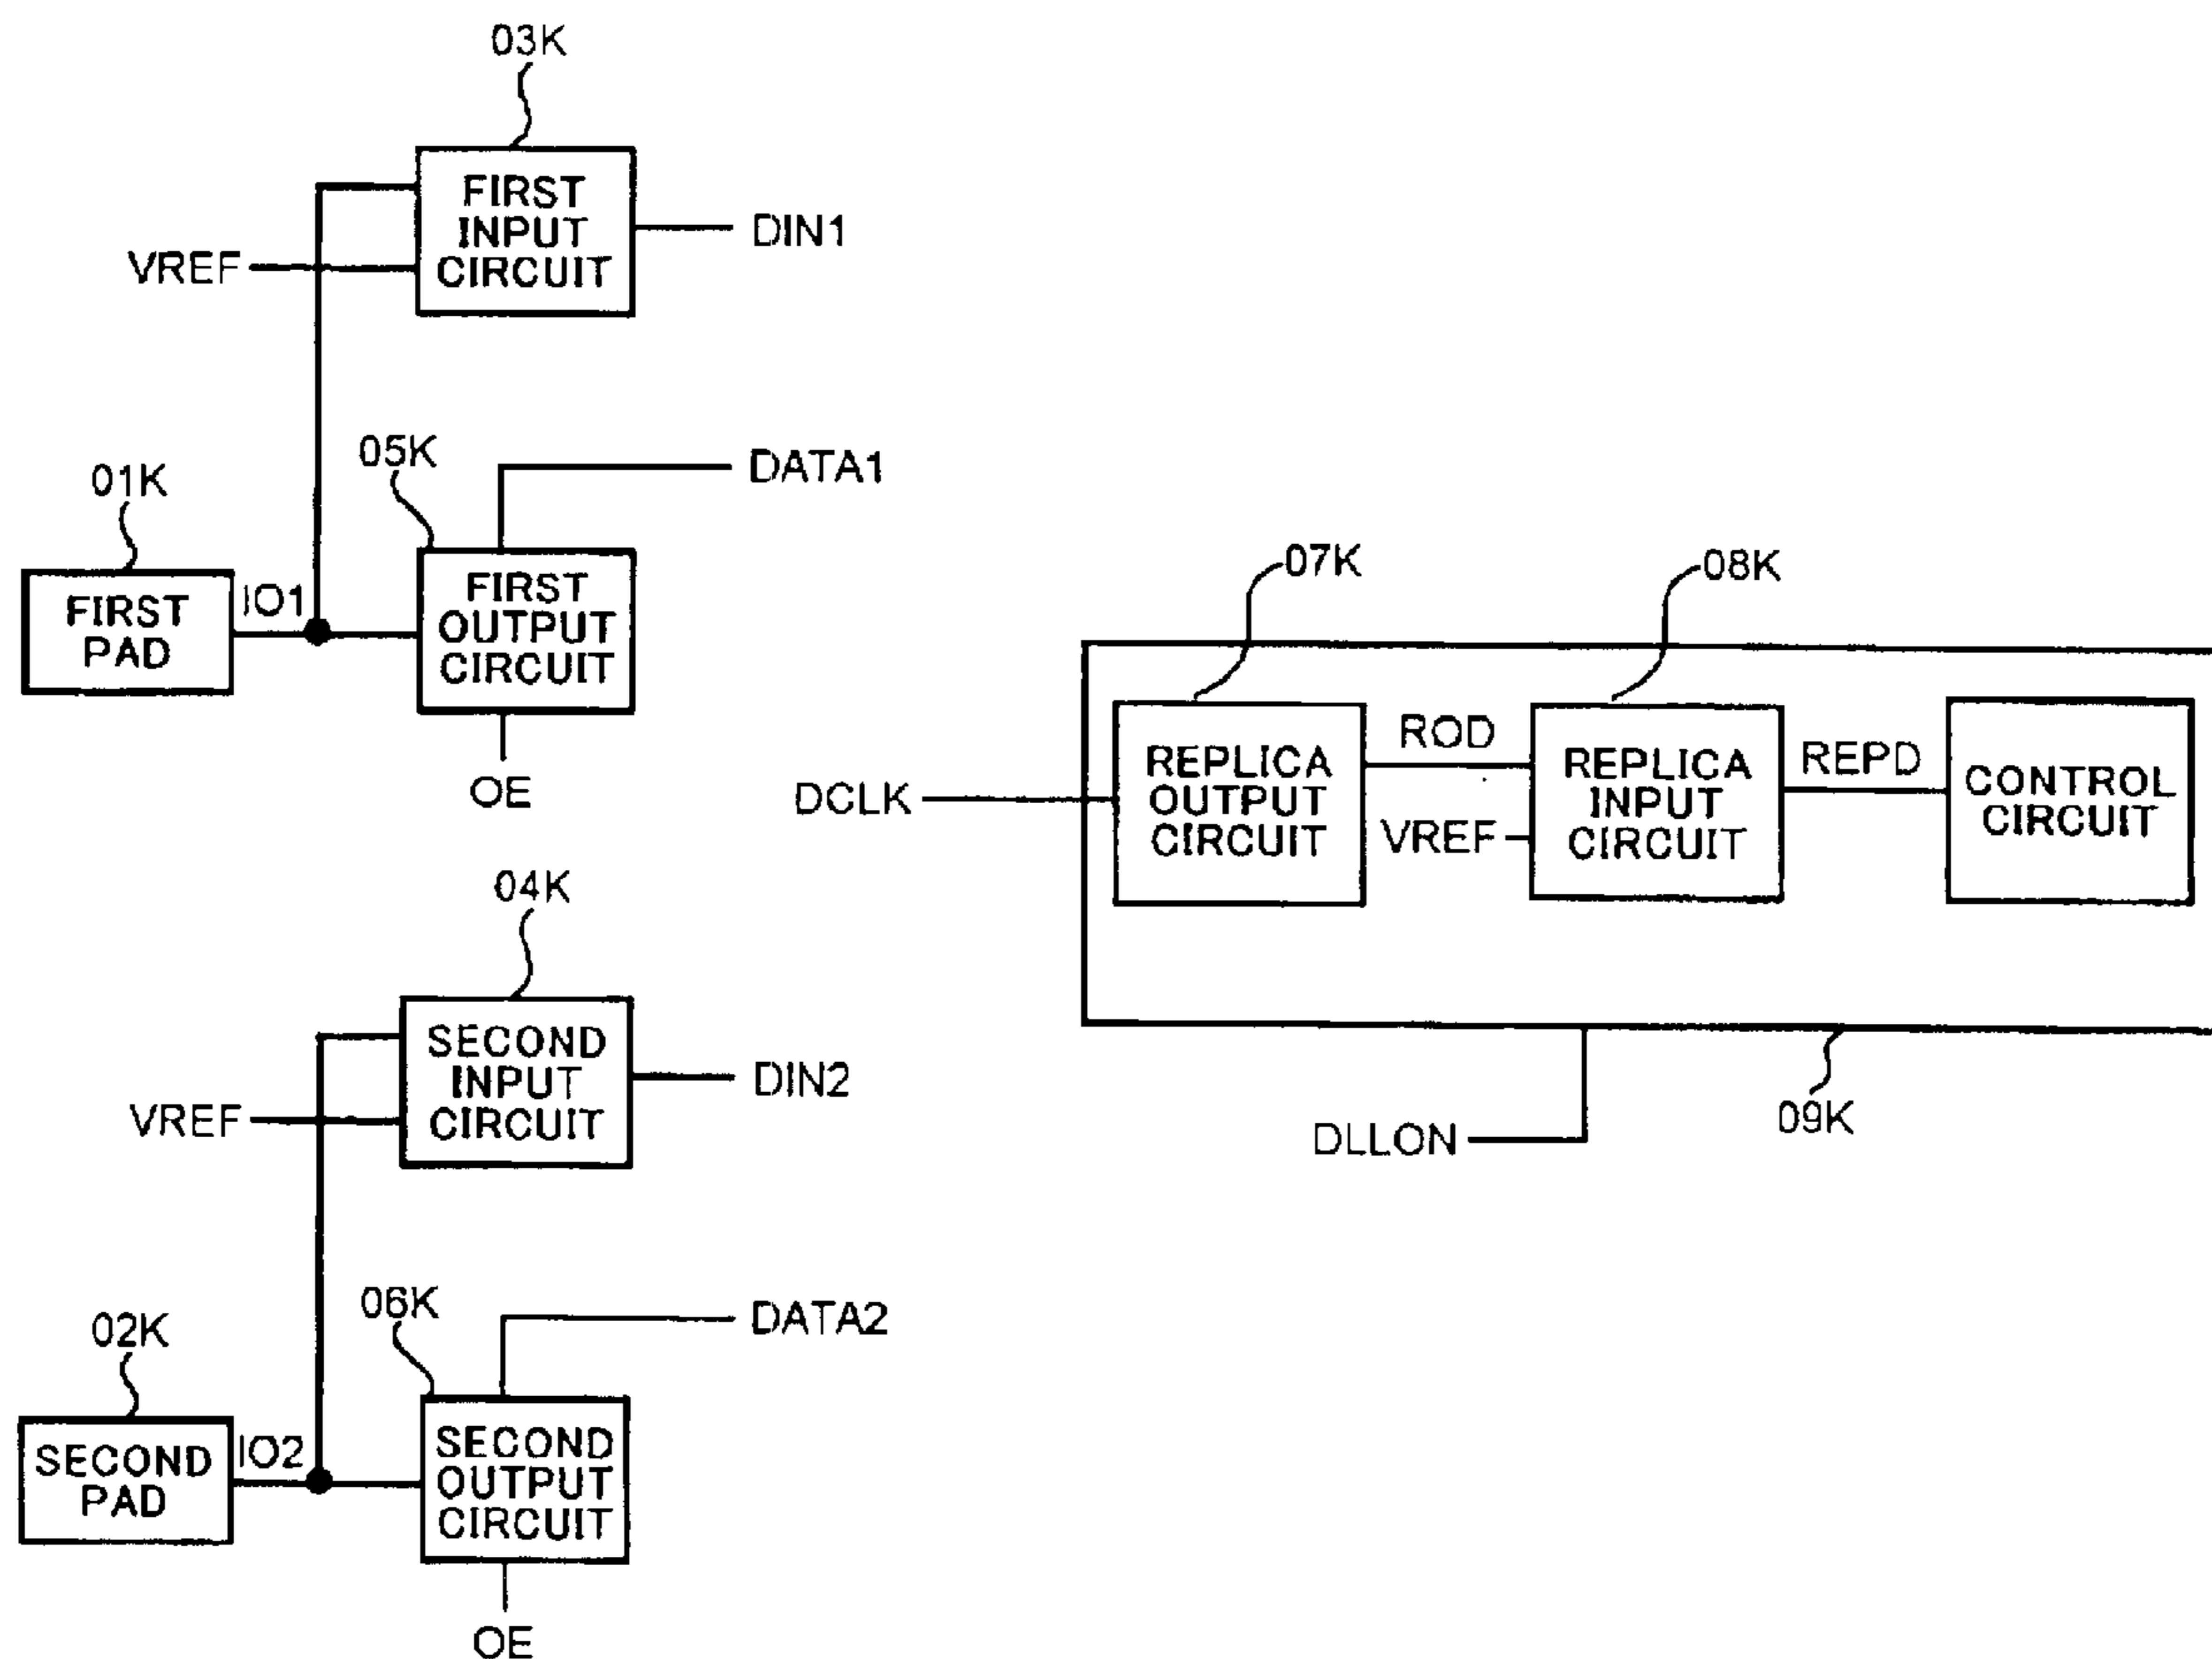 03K
FIRST
INPUT
CIRCUIT
DIN1
VREF
05K
DATA1
01K
FIRST
PAD
IO1
FIRST
OUTPUT
CIRCUIT
OE
04K
SECOND
INPUT
CIRCUIT
DIN2
VREF
06K
DATA2
02K
SECOND
PAD
IO2
SECOND
OUTPUT
CIRCUIT
OE
07K
08K
DCLK
REPLICA
OUTPUT
CIRCUIT
ROD
VREF
REPLICA
INPUT
CIRCUIT
REPD
CONTROL
CIRCUIT
DLLON
09K